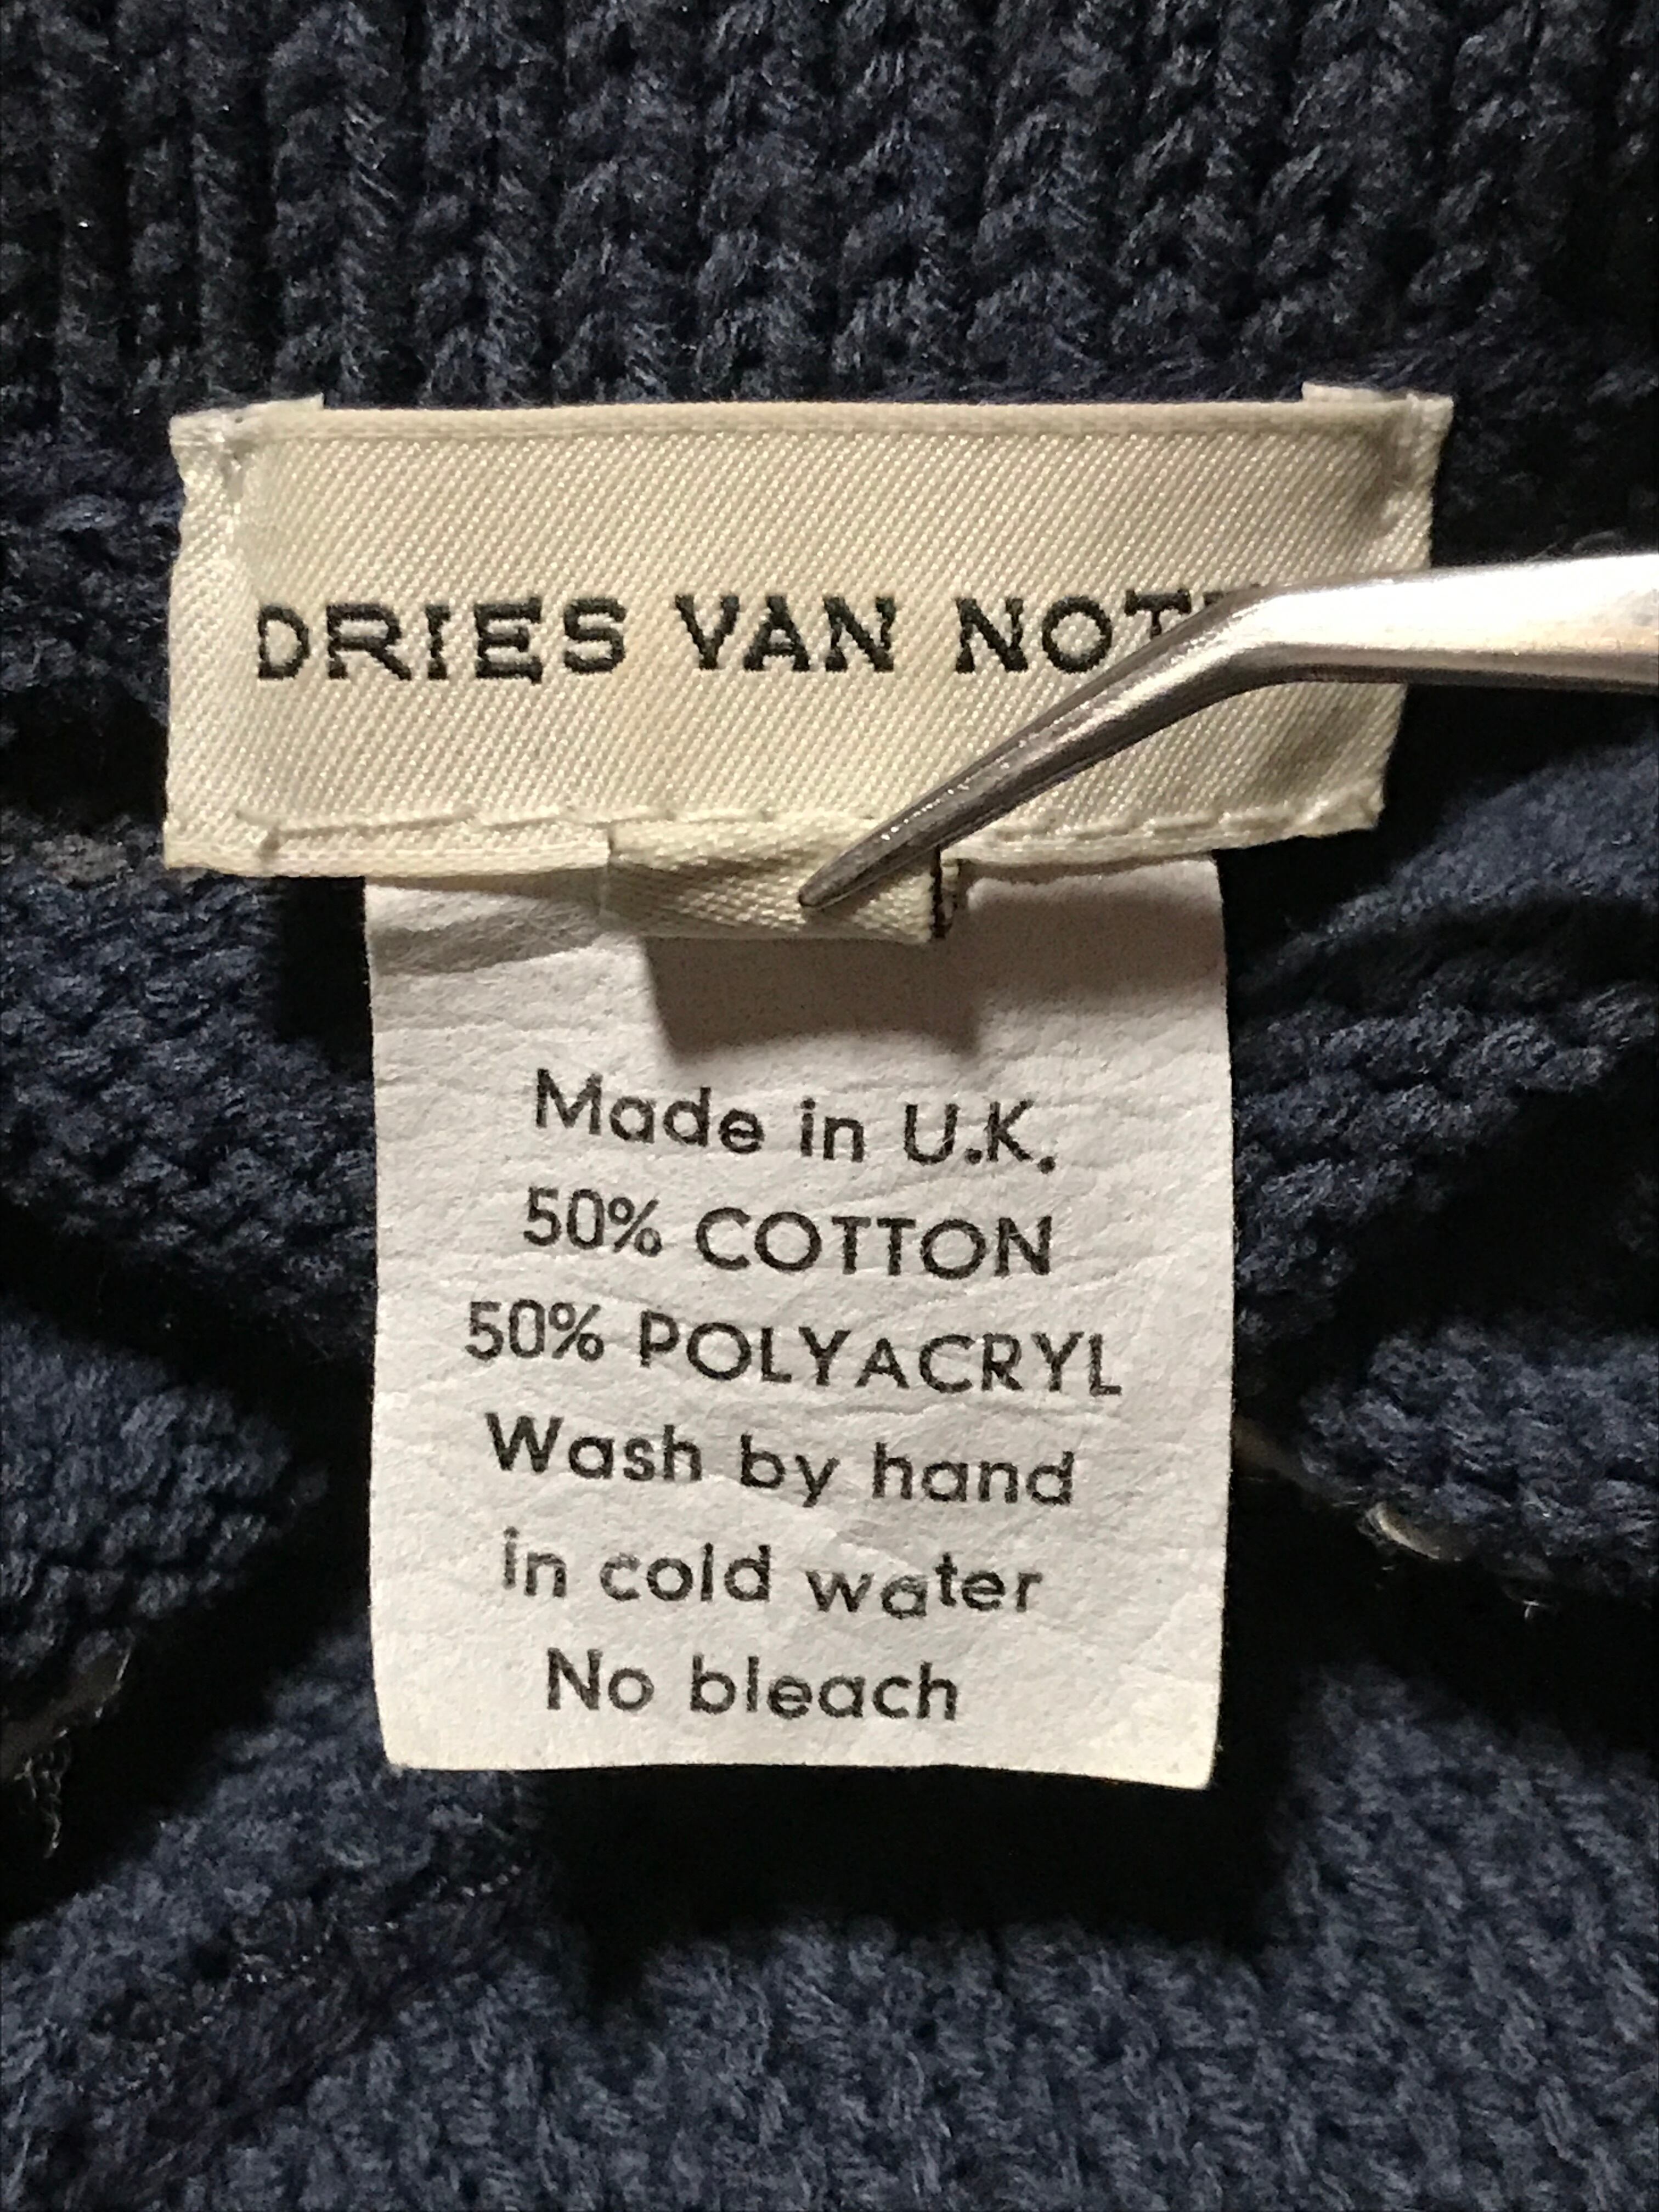 DRIES VAN
Made in U.K.
50% COTTON
50% POLYACRYL
Wash by hand
in cold water
No bleach